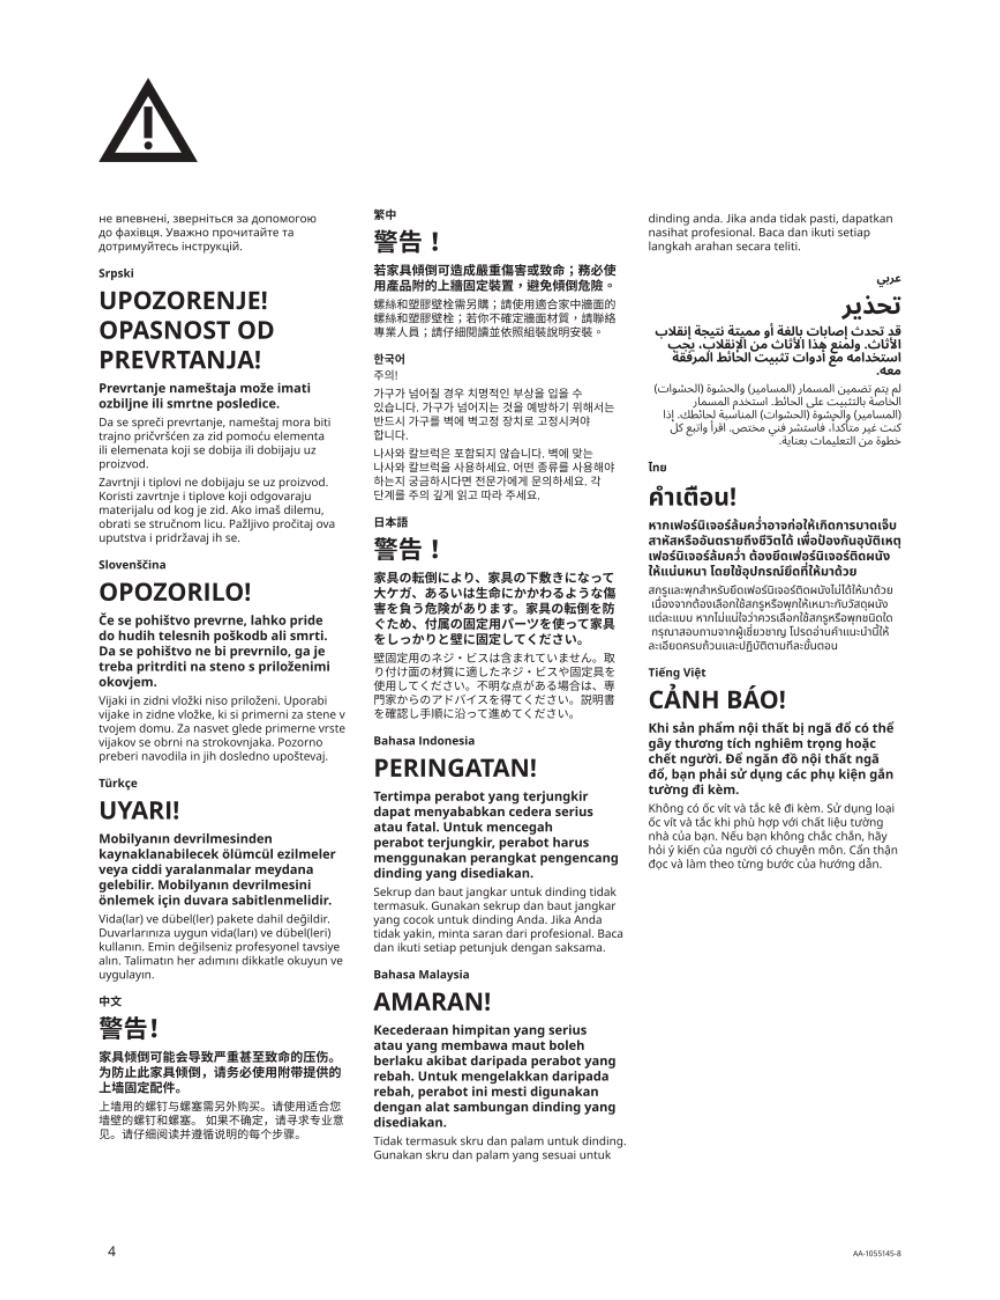 не впевнені, зверніться за допомогою
до фахівця. Уважно прочитайте та
дотримуйтесь інструкцій.
Srpski
UPOZORENJE!
OPASNOST OD
PREVRTANJA!
Prevrtanje nameštaja može imati
ozbiljne ili smrtne posledice.
Da se spreči prevrtanje, nameštaj mora biti
trajno pričvršćen za zid pomoću elementa
ili elemenata koji se dobija ili dobijaju uz
proizvod.
Zavrtnji i tiplovi ne dobijaju se uz proizvod.
Koristi zavrtnje i tiplove koji odgovaraju
materijalu od kog je zid. Ako imaš dilemu,
obrati se stručnom licu. Pažljivo pročitaj ova
uputstva i pridržavaj ih se.
Slovenščina
OPOZORILO!
Če se pohištvo prevrne, lahko pride
do hudih telesnih poškodb ali smrti.
Da se pohištvo ne bi prevrnilo, ga je
treba pritrditi na steno s priloženimi
okovjem.
Vijaki in zidni vložki niso priloženi. Uporabi
vijake in zidne vložke, ki si primerni za stene v
tvojem domu. Za nasvet glede primerne vrste
vijakov se obrni na strokovnjaka. Pozorno
preberi navodila in jih dosledno upoštevaj.
Türkçe
UYARI!
Mobilyanın devrilmesinden
kaynaklanabilecek ölümcül ezilmeler
veya ciddi yaralanmalar meydana
gelebilir. Mobilyanın devrilmesini
önlemek için duvara sabitlenmelidir.
Vida(lar) ve dübel(ler) pakete dahil değildir.
Duvarlarınıza uygun vida(ları) ve dübel(leri)
kullanın. Emin değilseniz profesyonel tavsiye
alın. Talimatın her adımını dikkatle okuyun ve
uygulayın.
中文
警告!
家具倾倒可能会导致严重甚至致命的压伤。
为防止此家具倾倒，请务必使用附带提供的
上墙固定配件。
上墙用的螺钉与螺塞需另外购买。请使用适合您
墙壁的螺钉和螺塞。 如果不确定，请寻求专业意
见。请仔细阅读并遵循说明的每个步骤。
繁中
警告！
若家具傾倒可造成嚴重傷害或致命；務必使
用產品附的上牆固定裝置，避免傾倒危險。
螺絲和塑膠壁栓需另購；請使用適合家中牆面的
螺絲和塑膠壁栓；若你不確定牆面材質，請聯絡
專業人員；請仔細閱讀並依照組裝說明安裝。
한국어
주의!
가구가 넘어질 경우 치명적인 부상을 입을 수
있습니다. 가구가 넘어지는 것을 예방하기 위해서는
반드시 가구를 벽에 벽고정 장치로 고정시켜야
합니다.
나사와 칼브럭은 포함되지 않습니다. 벽에 맞는
나사와 칼브럭을 사용하세요. 어떤 종류를 사용해야
하는지 궁금하시다면 전문가에게 문의하세요. 각
단계를 주의 깊게 읽고 따라 주세요.
日本語
警告！
家具の転倒により、家具の下敷きになって
大ケガ、あるいは生命にかかわるような傷
害を負う危険があります。家具の転倒を防
ぐため、付属の固定用パーツを使って家具
をしっかりと壁に固定してください。
壁固定用のネジ・ビスは含まれていません。取
り付け面の材質に適したネジ・ビスや固定具を
使用してください。不明な点がある場合は、専
門家からのアドバイスを得てください。説明書
を確認し手順に沿って進めてください。
Bahasa Indonesia
PERINGATAN!
Tertimpa perabot yang terjungkir
dapat menyababkan cedera serius
atau fatal. Untuk mencegah
perabot terjungkir, perabot harus
menggunakan perangkat pengencang
dinding yang disediakan.
Sekrup dan baut jangkar untuk dinding tidak
termasuk. Gunakan sekrup dan baut jangkar
yang cocok untuk dinding Anda. Jika Anda
tidak yakin, minta saran dari profesional. Baca
dan ikuti setiap petunjuk dengan saksama.
Bahasa Malaysia
AMARAN!
Kecederaan himpitan yang serius
atau yang membawa maut boleh
berlaku akibat daripada perabot yang
rebah. Untuk mengelakkan daripada
rebah, perabot ini mesti digunakan
dengan alat sambungan dinding yang
disediakan.
Tidak termasuk skru dan palam untuk dinding.
Gunakan skru dan palam yang sesuai untuk
dinding anda. Jika anda tidak pasti, dapatkan
nasihat profesional. Baca dan ikuti setiap
langkah arahan secara teliti.
عربي
تحذير
قد تحدث إصابات بالغة أو مميتة نتيجة إنقلاب
الأثاث. ولمنع هذا الأثاث من الإنقلاب، يجب
استخدامه مع أدوات تثبيت الحائط المرفقة
معه.
لم يتم تضمين المسمار (المسامير) والحشوة (الحشوات)
الخاصة بالتثبيت على الحائط. استخدم المسمار
(المسامير) والحشوة (الحشوات) المناسبة لحائطك. إذا
كنت غير متأكداً، فاستشر فني مختص. اقرأ واتبع كل
خطوة من التعليمات بعناية.
ไทย
คำเตือน!
หากเฟอร์นิเจอร์ล้มคว่ำอาจก่อให้เกิดการบาดเจ็บ
สาหัสหรืออันตรายถึงชีวิตได้ เพื่อป้องกันอุบัติเหตุ
เฟอร์นิเจอร์ล้มคว่ำ ต้องยึดเฟอร์นิเจอร์ติดผนัง
ให้แน่นหนา โดยใช้อุปกรณ์ยึดที่ให้มาด้วย
สกรูและพุกสำหรับยึดเฟอร์นิเจอร์ติดผนังไม่ได้ให้มาด้วย
เนื่องจากต้องเลือกใช้สกรูหรือพุกให้เหมาะกับวัสดุผนัง
แต่ละแบบ หากไม่แน่ใจว่าควรเลือกใช้สกรูหรือพุกชนิดใด
กรุณาสอบถามจากผู้เชี่ยวชาญ โปรดอ่านคำแนะนำนี้ให้
ละเอียดครบถ้วนและปฏิบัติตามทีละขั้นตอน
Tiếng Việt
CẢNH BÁO!
Khi sản phẩm nội thất bị ngã đổ có thể
gây thương tích nghiêm trọng hoặc
chết người. Để ngăn đồ nội thất ngã
đổ, bạn phải sử dụng các phụ kiện gắn
tường đi kèm.
Không có ốc vít và tắc kê đi kèm. Sử dụng loại
ốc vít và tắc khi phù hợp với chất liệu tường
nhà của bạn. Nếu bạn không chắc chắn, hãy
hỏi ý kiến của người có chuyên môn. Cẩn thận
đọc và làm theo từng bước của hướng dẫn.
4
AA-1055145-8